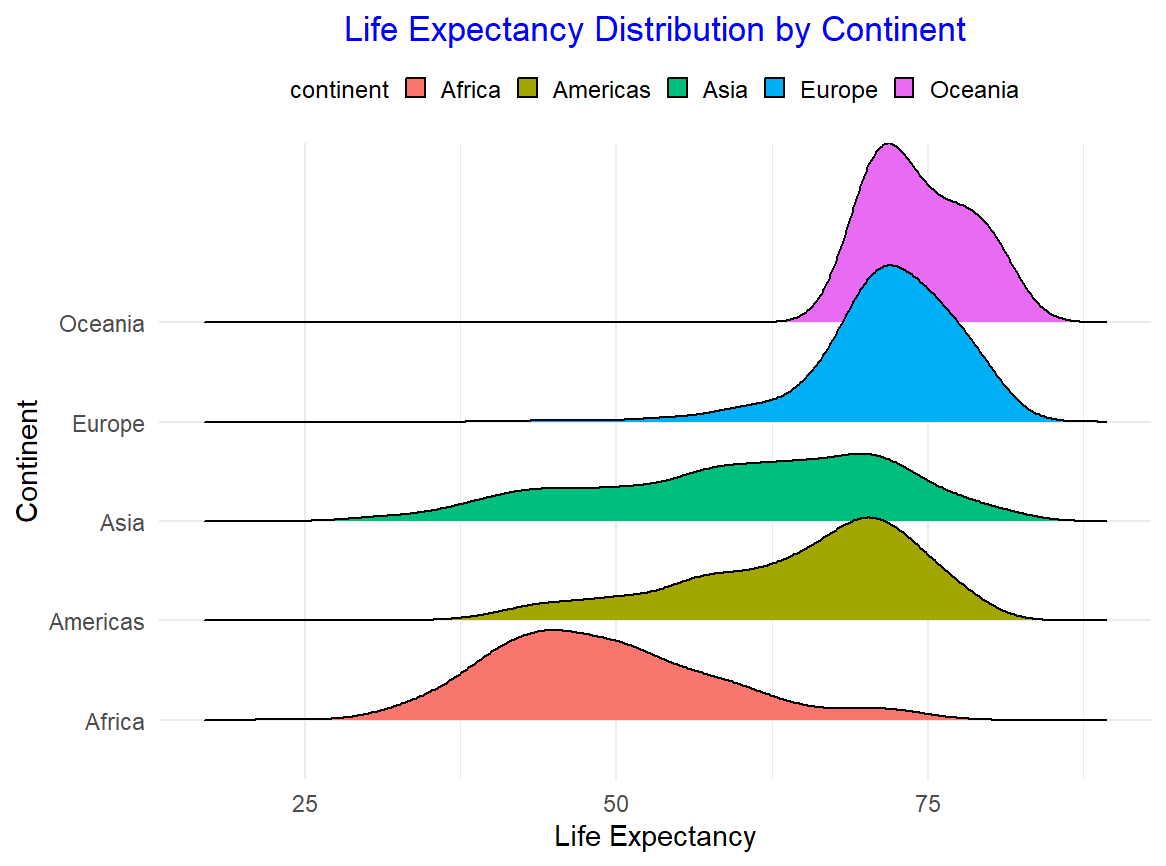 Life Expectancy Distribution by Continent
continent Africa Americas Asia Europe Oceania
Oceania
Europe
Asia
Americas
Africa
Continent
25 50 75
Life Expectancy